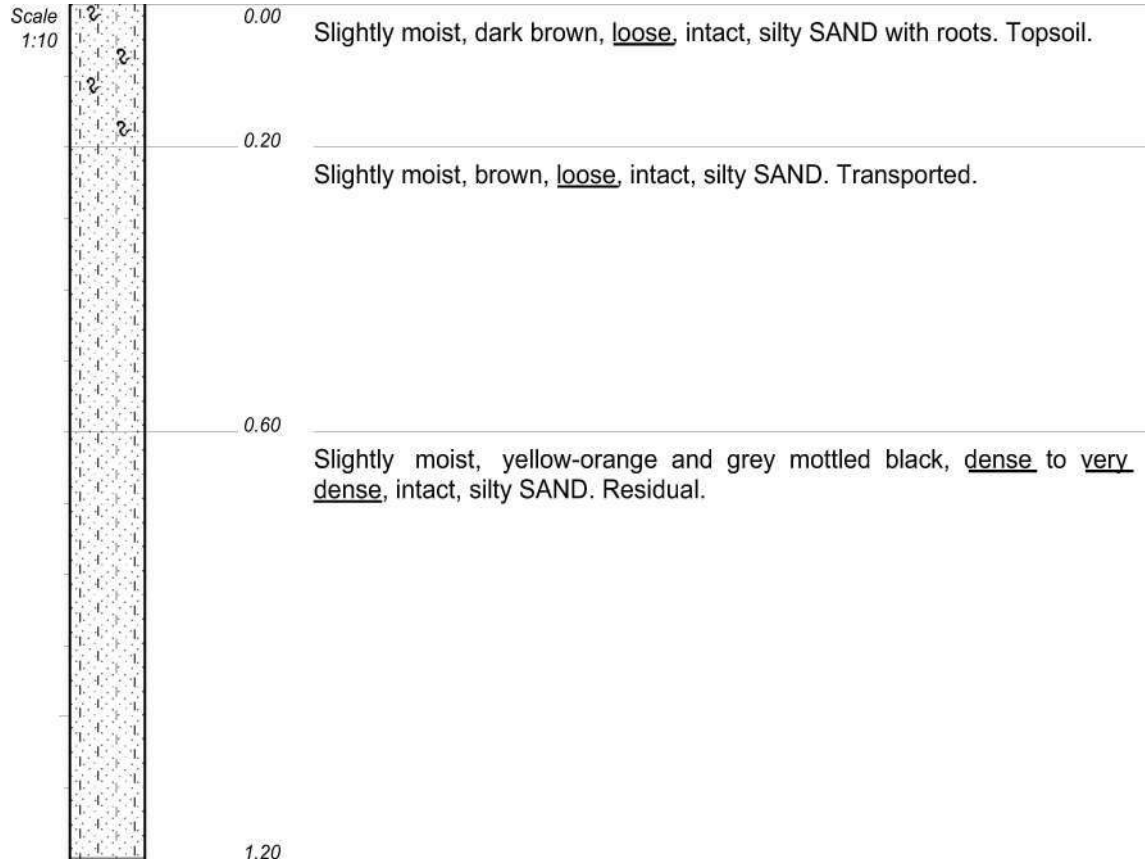 Scale
1:10
0.00
Slightly moist, dark brown, loose, intact, silty SAND with roots. Topsoil.
0.20
Slightly moist, brown, loose, intact, silty SAND. Transported.
0.60
Slightly moist, yellow-orange and grey mottled black, dense to very
dense, intact, silty SAND. Residual.
1.20